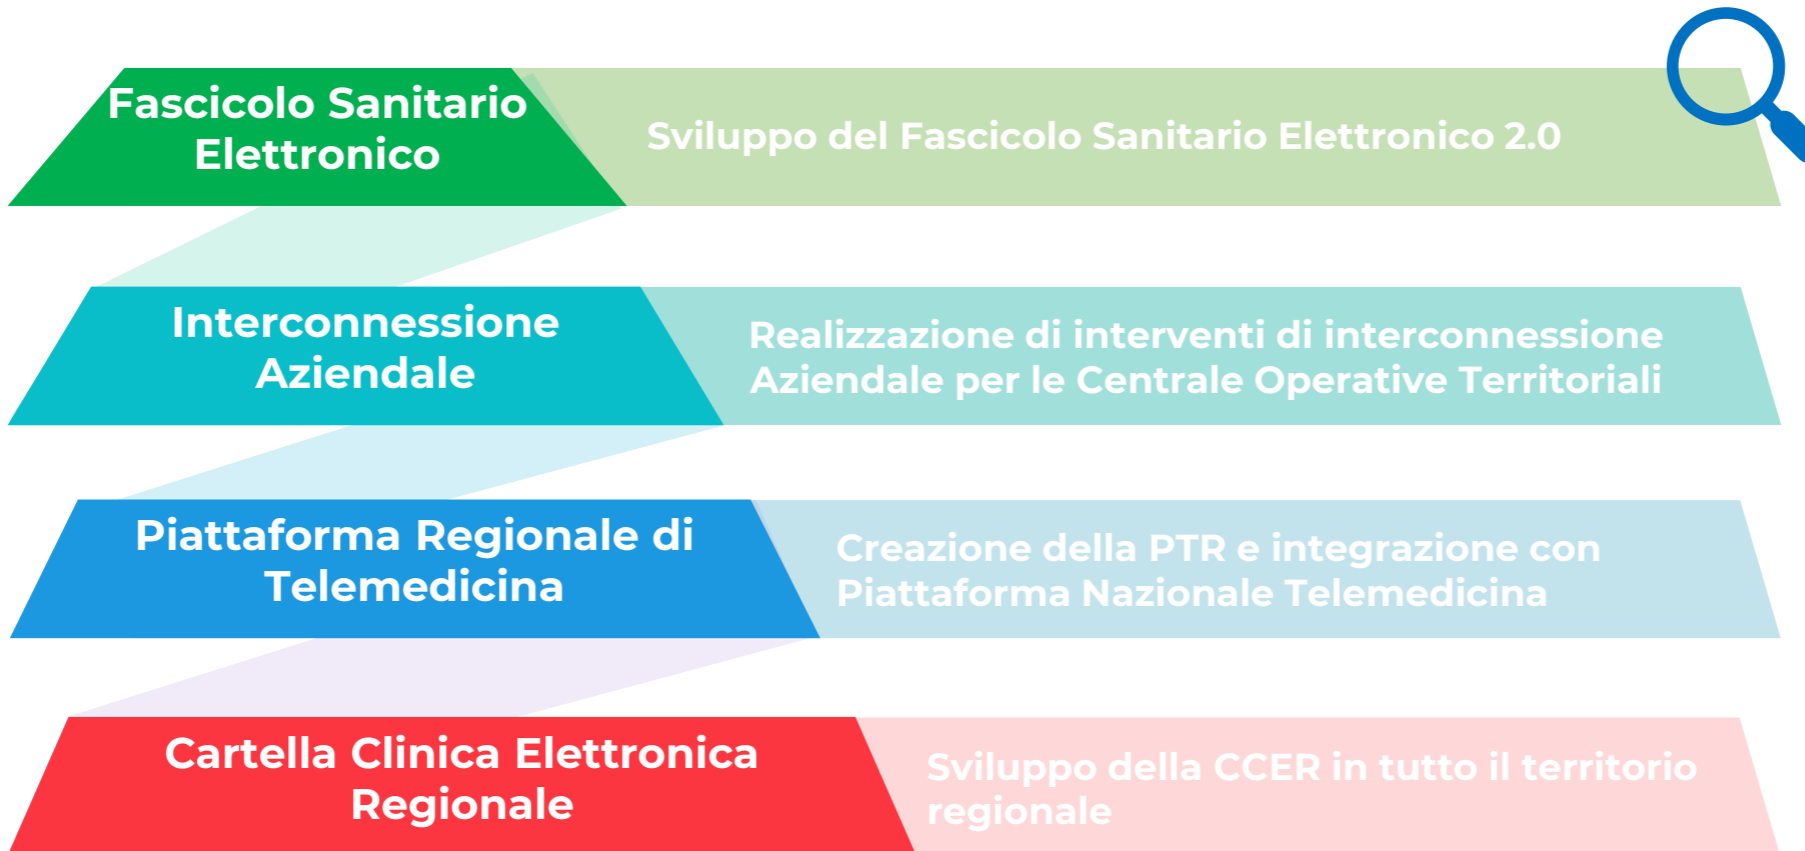 Fascicolo Sanitario
Elettronico
Sviluppo del Fascicolo Sanitario Elettronico 2.0
Interconnessione
Aziendale
Realizzazione di interventi di interconnessione
Aziendale per le Centrale Operative Territoriali
Piattaforma Regionale di
Telemedicina
Creazione della PTR e integrazione con
Piattaforma Nazionale Telemedicina
Cartella Clinica Elettronica
Regionale
Sviluppo della CCER in tutto il territorio
regionale